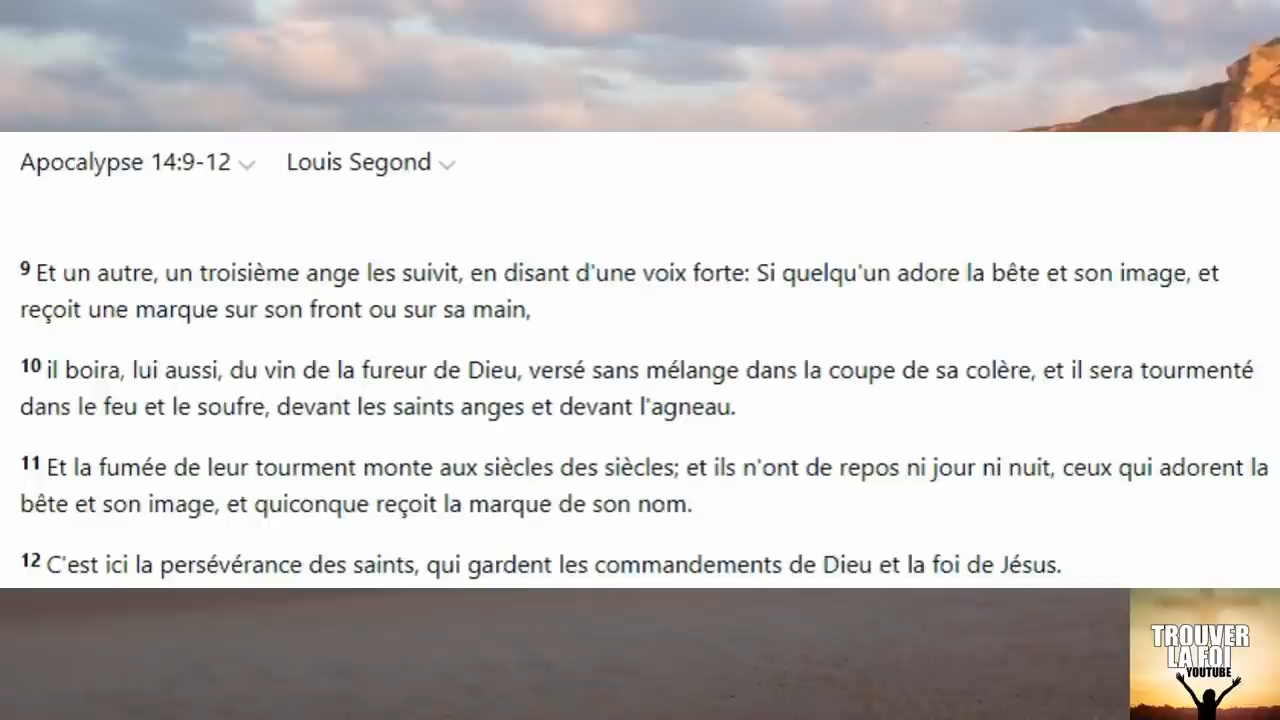 Apocalypse 14:9-12 Louis Segond
9 Et un autre, un troisième ange les suivit, en disant d'une voix forte: Si quelqu'un adore la bête et son image, et
reçoit une marque sur son front ou sur sa main,
10 il boira, lui aussi, du vin de la fureur de Dieu, versé sans mélange dans la coupe de sa colère, et il sera tourmenté
dans le feu et le soufre, devant les saints anges et devant l'agneau.
11 Et la fumée de leur tourment monte aux siècles des siècles; et ils n'ont de repos ni jour ni nuit, ceux qui adorent la
bête et son image, et quiconque reçoit la marque de son nom.
12 C'est ici la persévérance des saints, qui gardent les commandements de Dieu et la foi de Jésus.
TROUVER
LA FOI
YOUTUBE